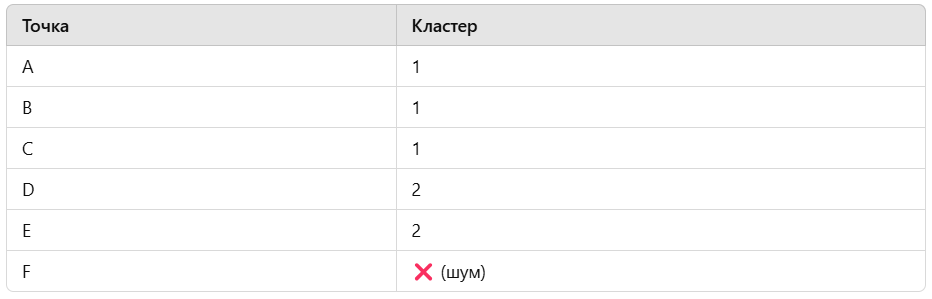 Точка Кластер
A 1
B 1
C 1
D 2
E 2
F ❌ (шум)